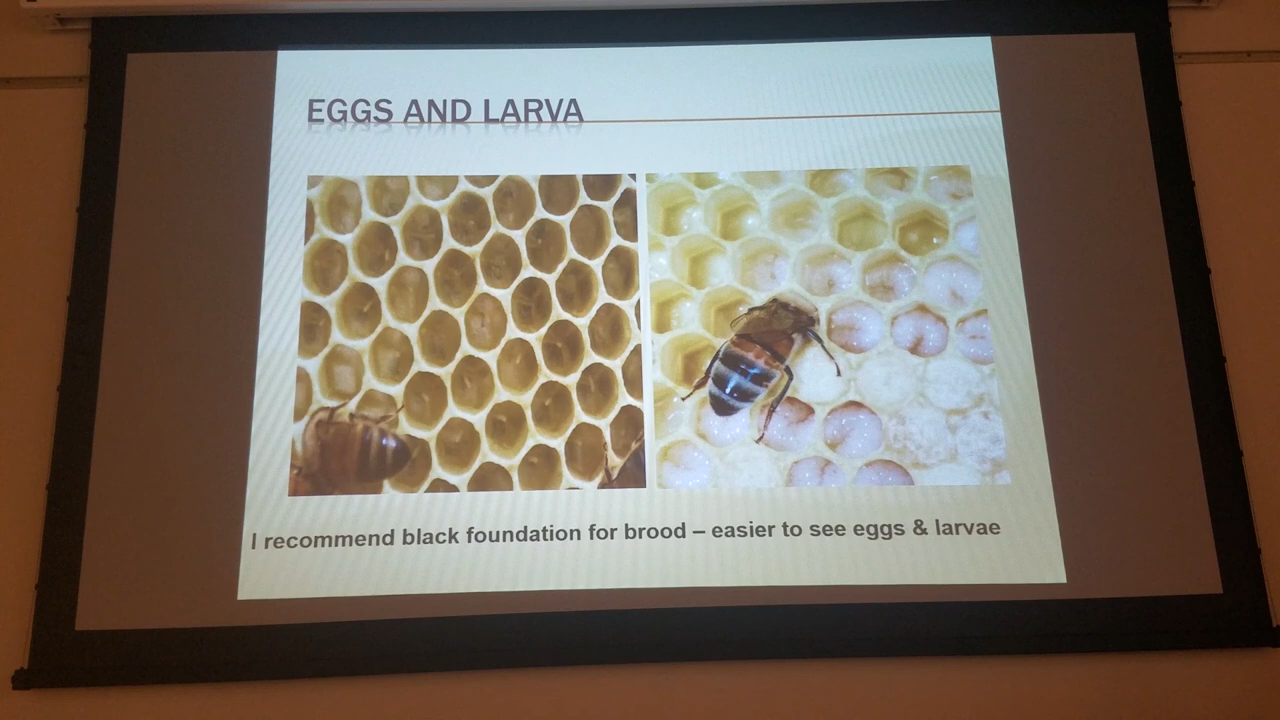 EGGS AND LARVA
I recommend black foundation for brood – easier to see eggs & larvae